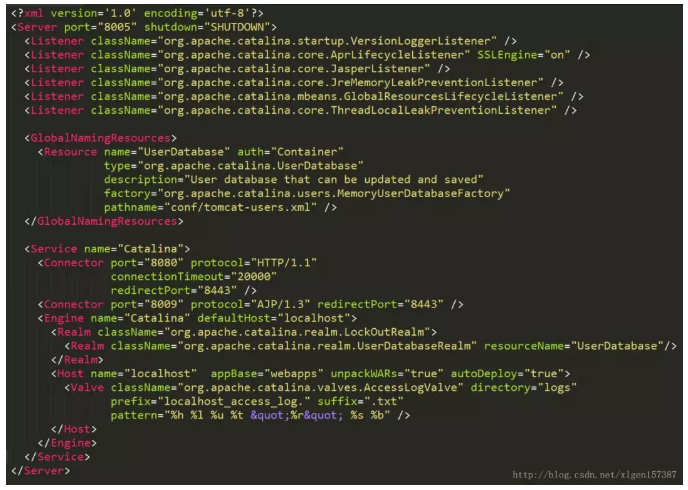 <?xml version='1.0' encoding='utf-8'?>
<Server port="8005" shutdown="SHUTDOWN">
  <Listener className="org.apache.catalina.startup.VersionLoggerListener" />
  <Listener className="org.apache.catalina.core.AprLifecycleListener" SSLEngine="on" />
  <Listener className="org.apache.catalina.core.JasperListener" />
  <Listener className="org.apache.catalina.core.JreMemoryLeakPreventionListener" />
  <Listener className="org.apache.catalina.mbeans.GlobalResourcesLifecycleListener" />
  <Listener className="org.apache.catalina.core.ThreadLocalLeakPreventionListener" />

  <GlobalNamingResources>
    <Resource name="UserDatabase" auth="Container"
              type="org.apache.catalina.UserDatabase"
              description="User database that can be updated and saved"
              factory="org.apache.catalina.users.MemoryUserDatabaseFactory"
              pathname="conf/tomcat-users.xml" />
  </GlobalNamingResources>

  <Service name="Catalina">
    <Connector port="8080" protocol="HTTP/1.1"
               connectionTimeout="20000"
               redirectPort="8443" />
    <Connector port="8009" protocol="AJP/1.3" redirectPort="8443" />
    <Engine name="Catalina" defaultHost="localhost">
      <Realm className="org.apache.catalina.realm.LockOutRealm">
        <Realm className="org.apache.catalina.realm.UserDatabaseRealm" resourceName="UserDatabase"/>
      </Realm>
      <Host name="localhost"  appBase="webapps" unpackWARs="true" autoDeploy="true">
        <Valve className="org.apache.catalina.valves.AccessLogValve" directory="logs"
               prefix="localhost_access_log." suffix=".txt"
               pattern="%h %l %u %t &quot;%r&quot; %s %b" />
      </Host>
    </Engine>
  </Service>
</Server>
http://blog.csdn.net/xlgen157387